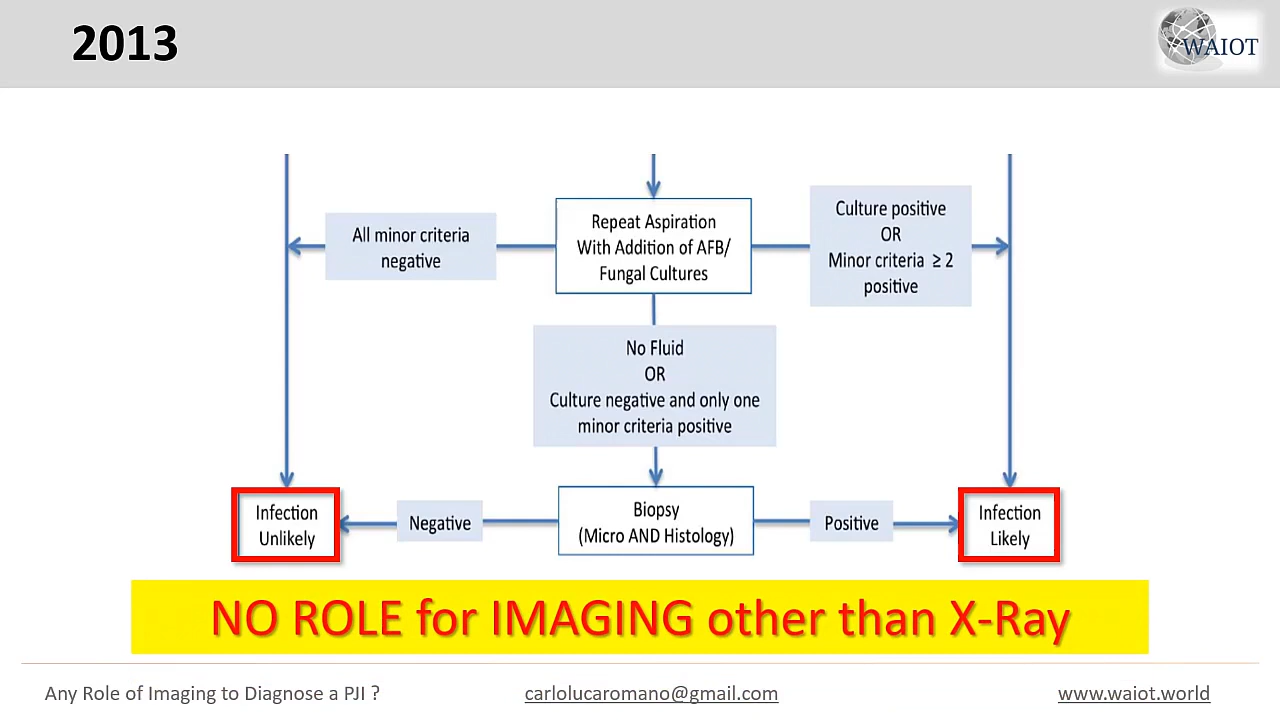 2013
WAIOT
All minor criteria
negative
Repeat Aspiration
With Addition of AFB/
Fungal Cultures
Culture positive
OR
Minor criteria ≥ 2
positive
No Fluid
OR
Culture negative and only one
minor criteria positive
Infection
Unlikely
Negative
Biopsy
(Micro AND Histology)
Positive
Infection
Likely
NO ROLE for IMAGING other than X-Ray
Any Role of Imaging to Diagnose a PJI ?
carlolucaromano@gmail.com
www.waiot.world